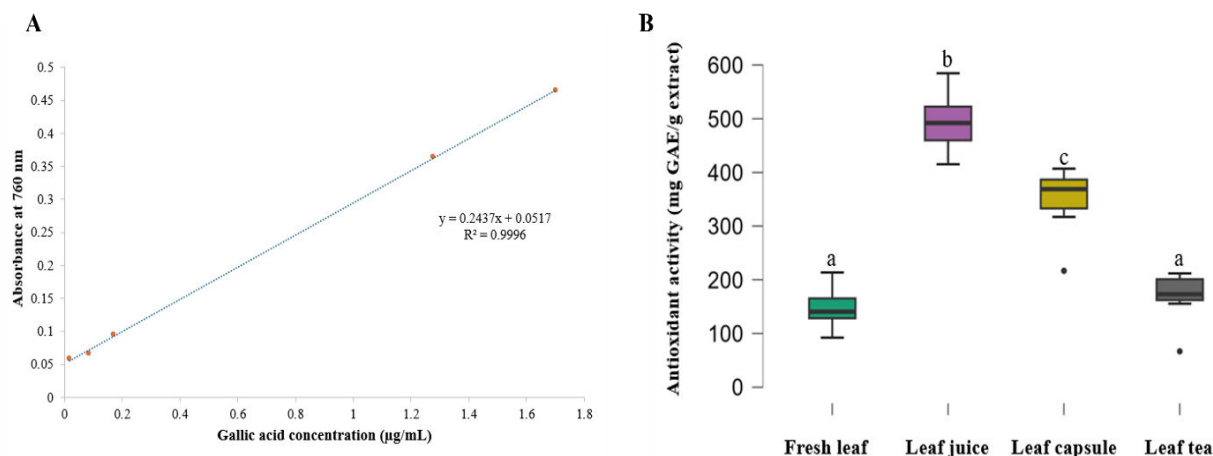 A
Absorbance at 760 nm
0.5
0.45
0.4
0.35
0.3
0.25
0.2
0.15
0.1
0.05
0
y = 0.2437x + 0.0517
R² = 0.9996
0 0.2 0.4 0.6 0.8 1 1.2 1.4 1.6 1.8
Gallic acid concentration (µg/mL)
B
Antioxidant activity (mg GAE/g extract)
600
500
400
300
200
100
0
a
b
c
a
Fresh leaf Leaf juice Leaf capsule Leaf tea